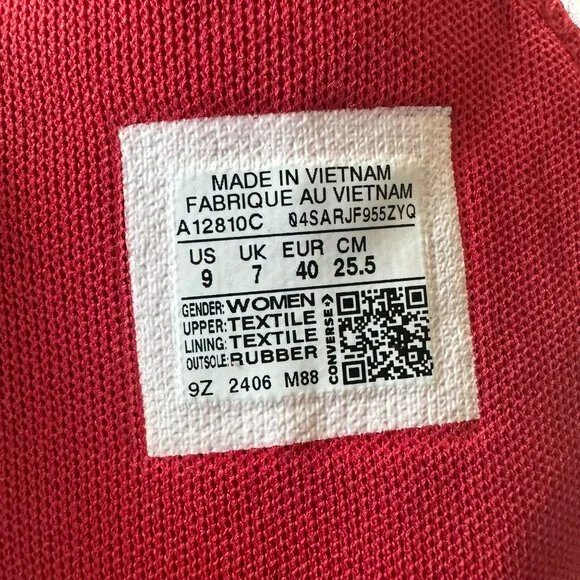 MADE IN VIETNAM
FABRIQUE AU VIETNAM
A12810C 04SARJF955ZYQ
US UK EUR CM
9 7 40 25.5
GENDER: WOMEN
UPPER: TEXTILE
LINING: TEXTILE
OUTSOLE: RUBBER
CONVERSE
9Z 2406 M88